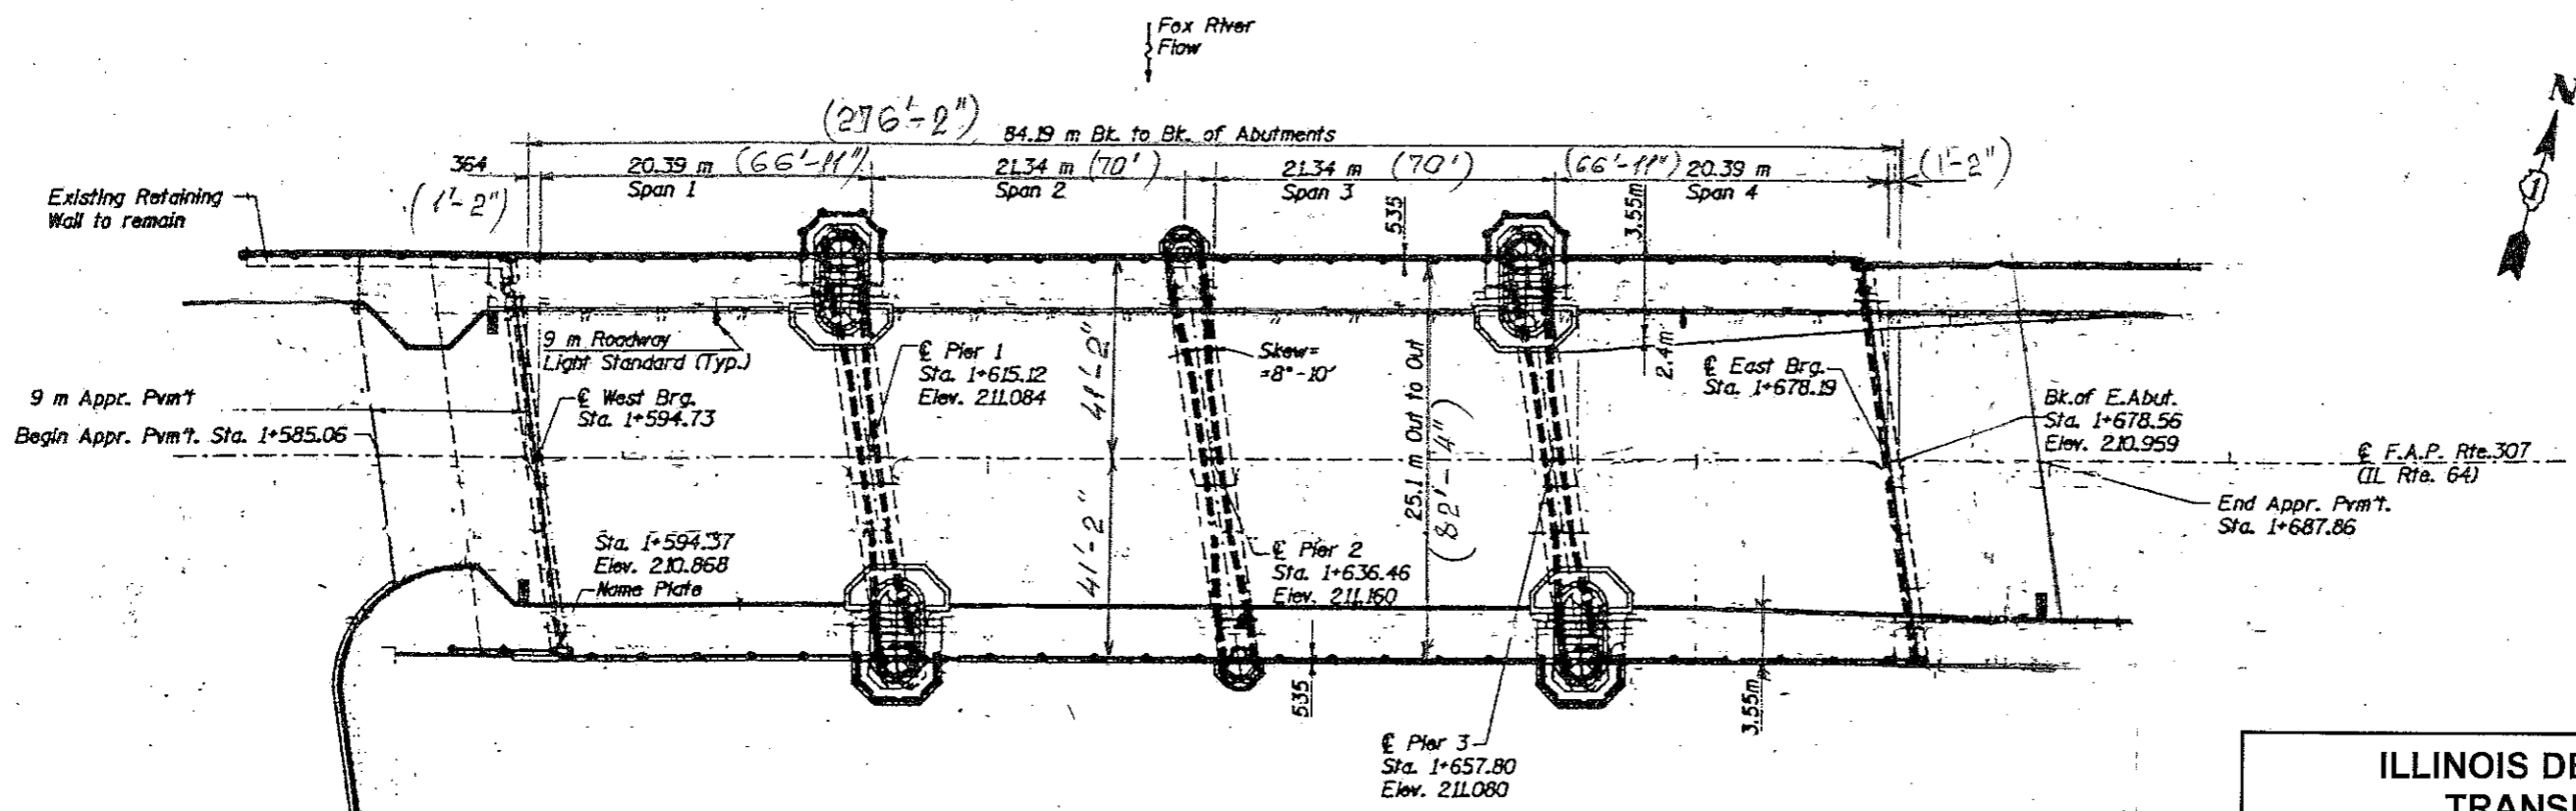 Fox River
Flow
N
1
(276'-2")
84.19 m Bk. to Bk. of Abutments
364
20.39 m (66'-11")
21.34 m (70')
21.34 m (70')
(66'-11") 20.39 m
(1'-2")
Span 1
Span 2
Span 3
Span 4
(1'-2")
Existing Retaining
Wall to remain
535
3.55m
9 m Roadway
Light Standard (Typ.)
℄ Pier 1
Sta. 1+615.12
Elev. 211.084
41'-2"
Skew=
=8°-10'
25.1 m Out to Out
(82'-4")
2.4m
℄ East Brg.
Sta. 1+678.19
9 m Appr. Pvm't
Begin Appr. Pvm't. Sta. 1+585.06
℄ West Brg.
Sta. 1+594.73
Bk.of E.Abut.
Sta. 1+678.56
Elev. 210.959
℄ F.A.P. Rte.307
(IL Rte. 64)
End Appr. Pvm't.
Sta. 1+687.86
Sta. 1+594.37
Elev. 210.868
Name Plate
41'-2"
℄ Pier 2
Sta. 1+636.46
Elev. 211.160
535
3.55m
℄ Pier 3
Sta. 1+657.80
Elev. 211.080
ILLINOIS DE
TRANS